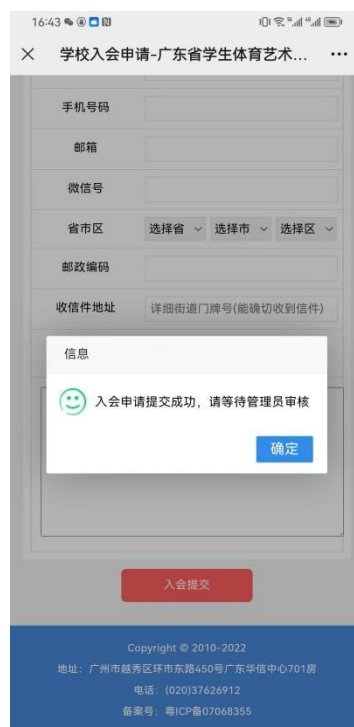 16:43
学校入会申请-广东省学生体育艺术...
手机号码
邮箱
微信号
省市区 选择省 选择市 选择区
邮政编码
收信件地址 详细街道门牌号(能确切收到信件)
信息
入会申请提交成功，请等待管理员审核
确定
入会提交
Copyright © 2010-2022
地址：广州市越秀区环市东路450号广东华信中心701房
电话：(020)37626912
备案号：粤ICP备07068355